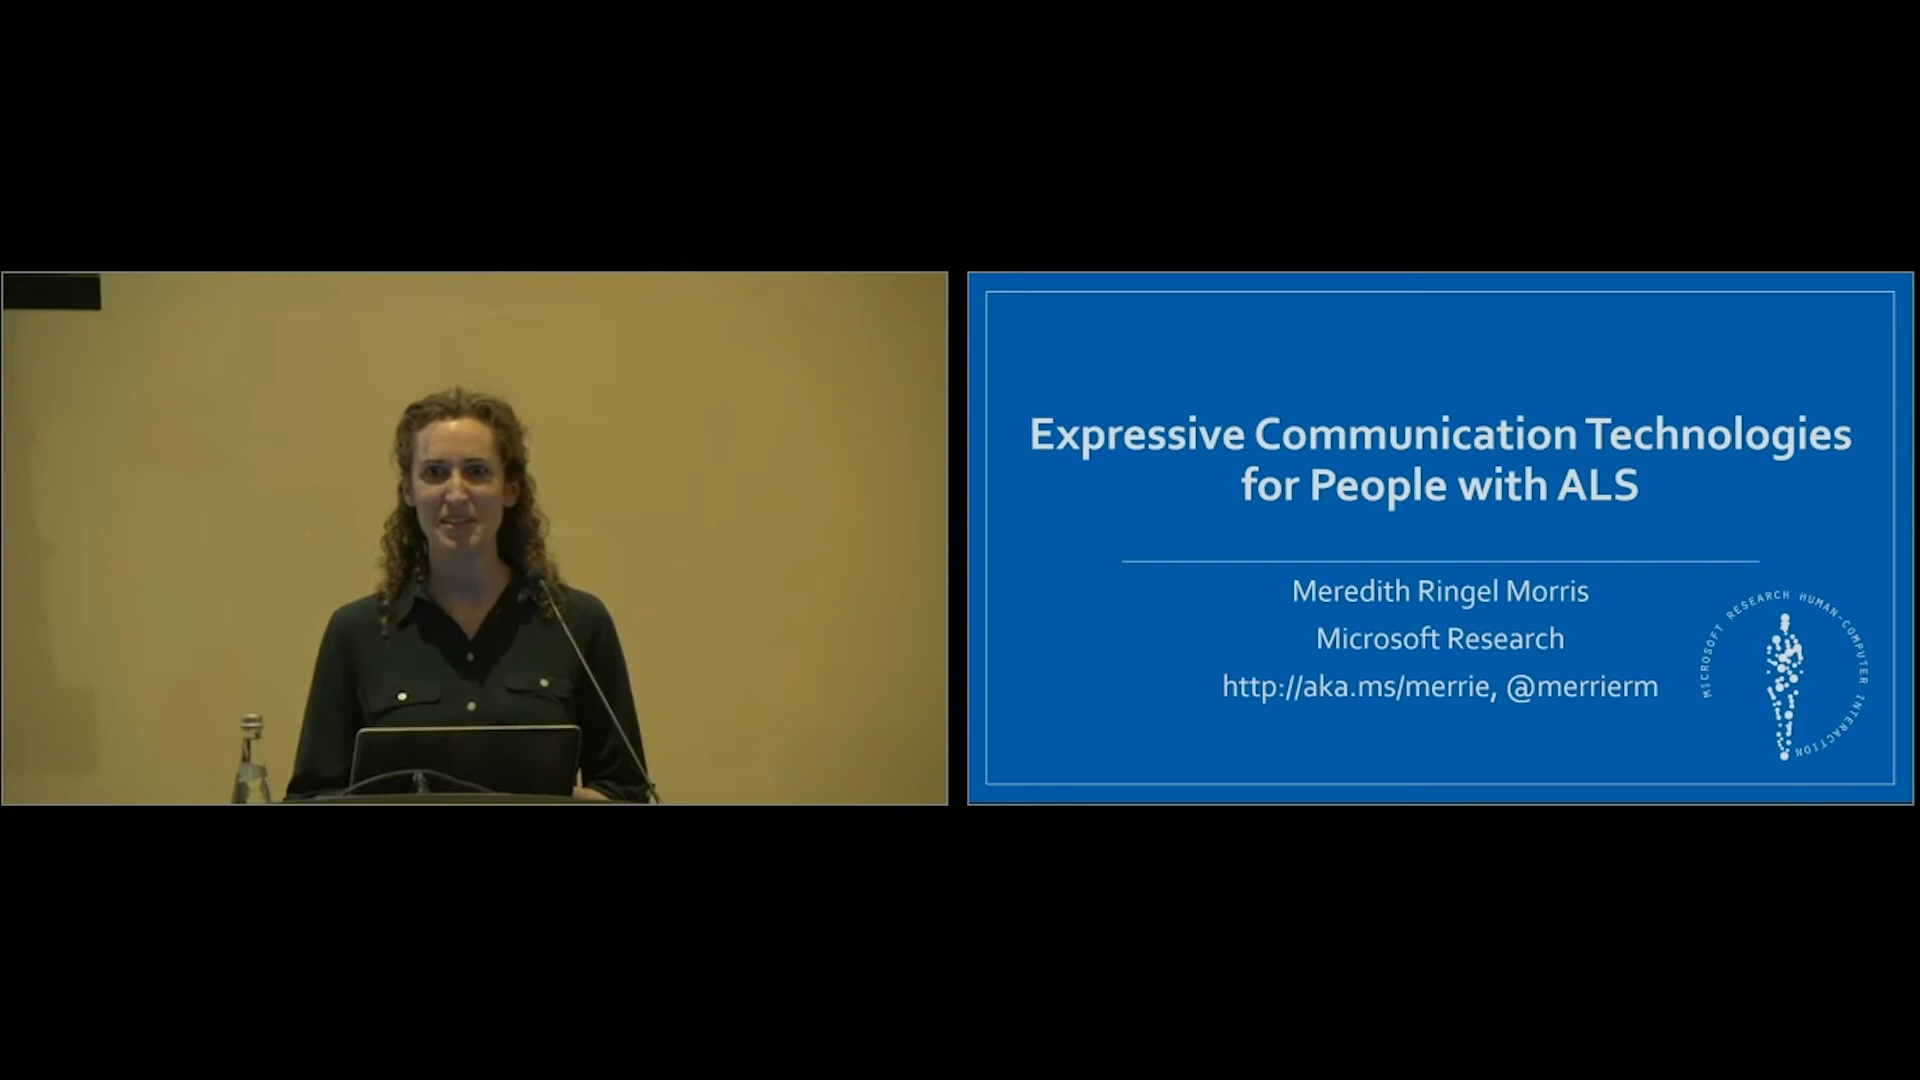 Expressive Communication Technologies
for People with ALS
Meredith Ringel Morris
Microsoft Research
http://aka.ms/merrie, @merrierm
MICROSOFT RESEARCH HUMAN-COMPUTER INTERACTION